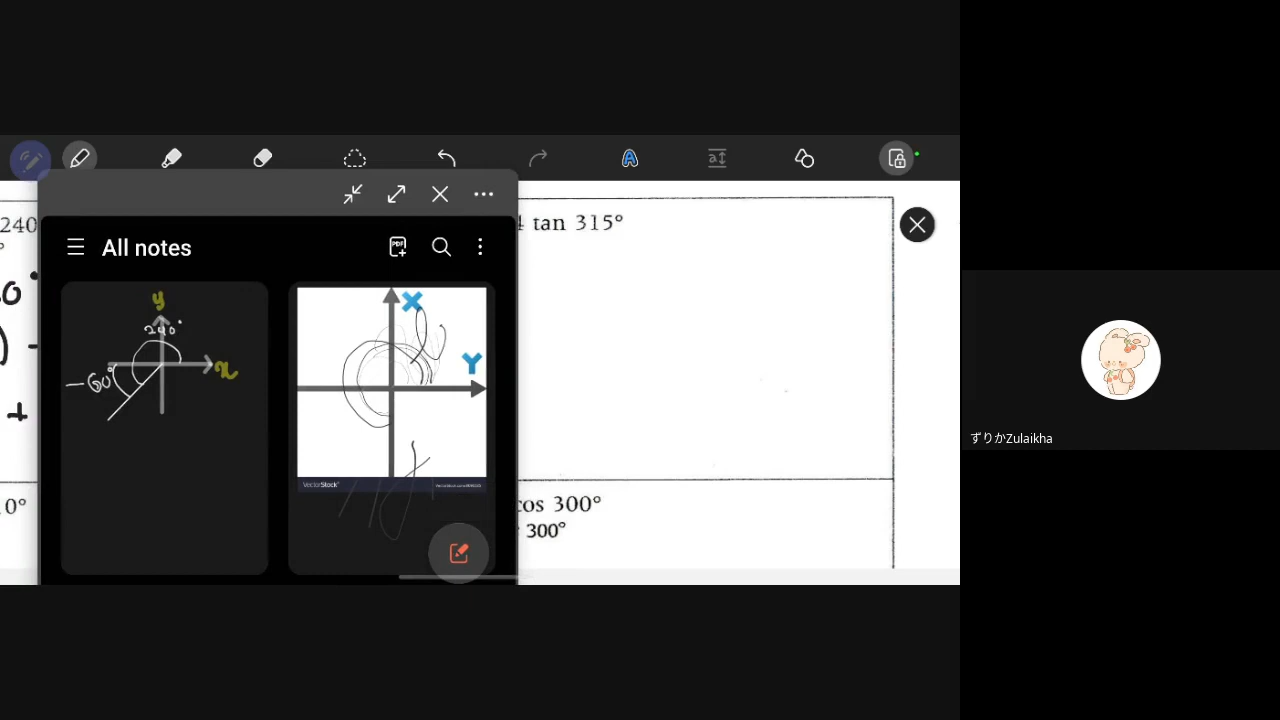 All notes
y
240°
-60°
x
X
Y
VectorStock
240
tan 315°
0°
cos 300°
300°
ずりかZulaikha